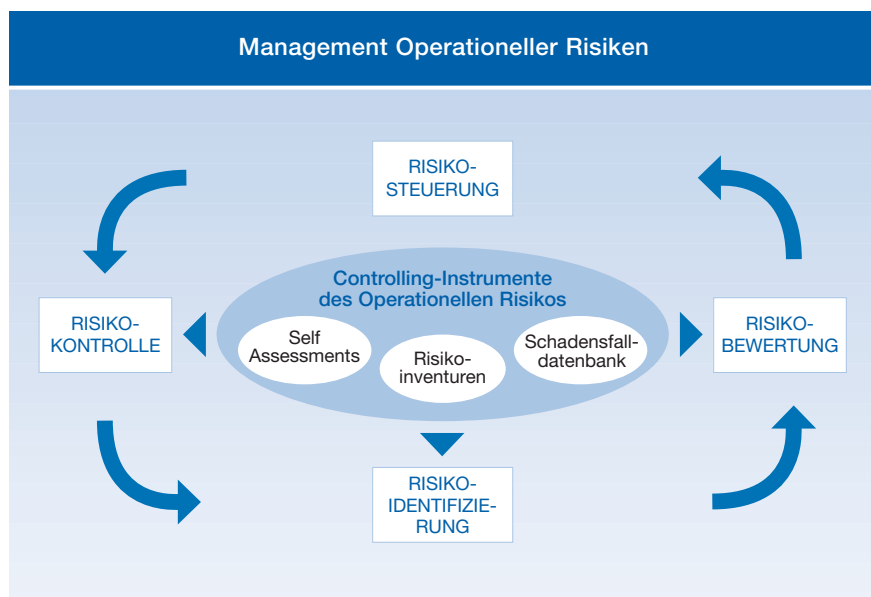 Management Operationeller Risiken
RISIKO-
STEUERUNG
Controlling-Instrumente
des Operationellen Risikos
RISIKO-
KONTROLLE
Self
Assessments
Risiko-
inventuren
Schadensfall-
datenbank
RISIKO-
BEWERTUNG
RISIKO-
IDENTIFIZIE-
RUNG